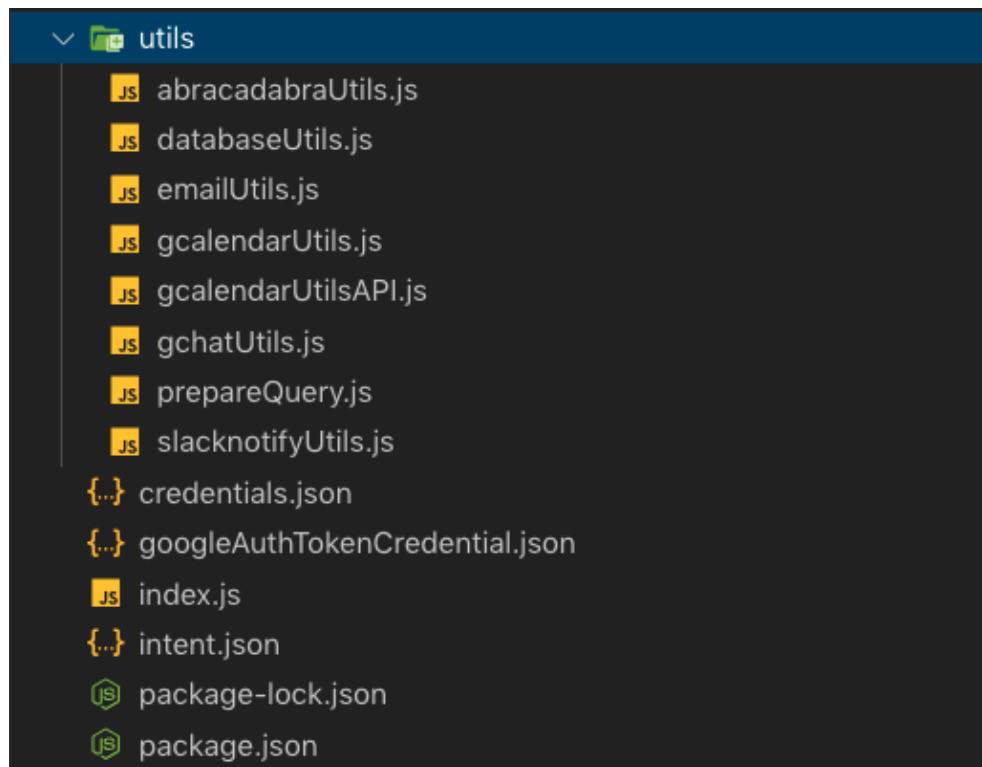 utils
JS abracadabraUtils.js
JS databaseUtils.js
JS emailUtils.js
JS gcalendarUtils.js
JS gcalendarUtilsAPI.js
JS gchatUtils.js
JS prepareQuery.js
JS slacknotifyUtils.js
{...} credentials.json
{...} googleAuthTokenCredential.json
JS index.js
{...} intent.json
JS package-lock.json
JS package.json